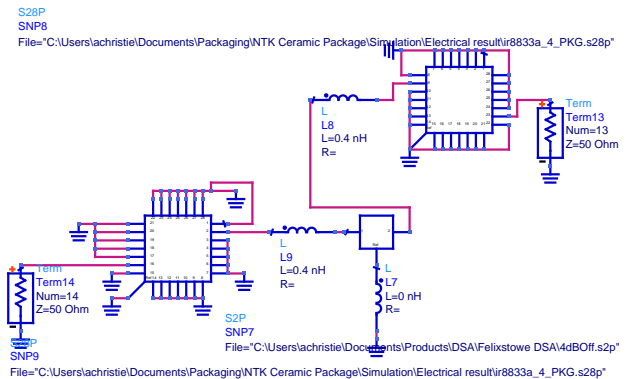 S28P
SNP8
File="C:\Users\achristie\Documents\Packaging\NTK Ceramic Package\Simulation\Electrical result\ir8833a_4_PKG.s28p"
L
L8
L=0.4 nH
R=
Term
Term13
Num=13
Z=50 Ohm
Term
Term14
Num=14
Z=50 Ohm
L
L9
L=0.4 nH
R=
1
2
Ref
L
L7
L=0 nH
R=
S2P
SNP7
File="C:\Users\achristie\Documents\Products\DSA\Felixstowe DSA\4dBOff.s2p"
SNP9
File="C:\Users\achristie\Documents\Packaging\NTK Ceramic Package\Simulation\Electrical result\ir8833a_4_PKG.s28p"